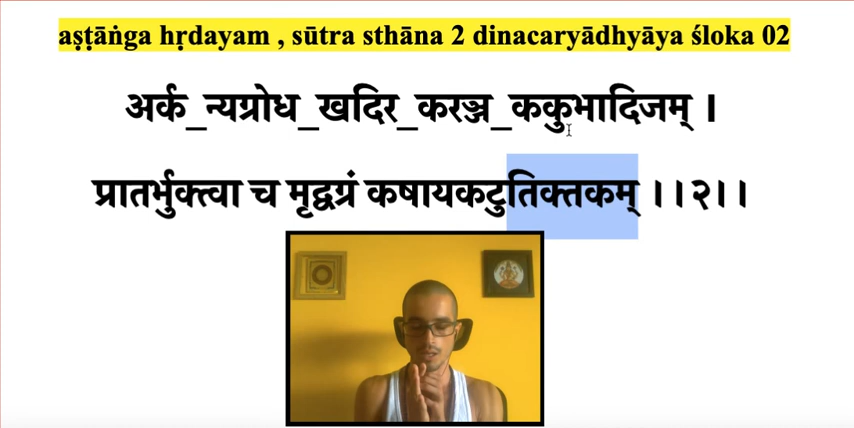 aṣṭāṅga hṛdayam , sūtra sthāna 2 dinacaryādhyāya śloka 02
अर्क_न्यग्रोध_खदिर_करञ्ज_ककुभादिजम् ।
प्रातर्भुक्त्वा च मृद्वग्रं कषायकटुतिक्तकम् ।।२।।